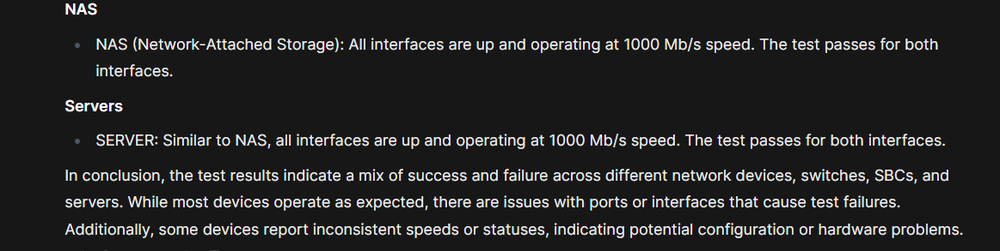 NAS
NAS (Network-Attached Storage): All interfaces are up and operating at 1000 Mb/s speed. The test passes for both
interfaces.
Servers
SERVER: Similar to NAS, all interfaces are up and operating at 1000 Mb/s speed. The test passes for both interfaces.
In conclusion, the test results indicate a mix of success and failure across different network devices, switches, SBCs, and
servers. While most devices operate as expected, there are issues with ports or interfaces that cause test failures.
Additionally, some devices report inconsistent speeds or statuses, indicating potential configuration or hardware problems.